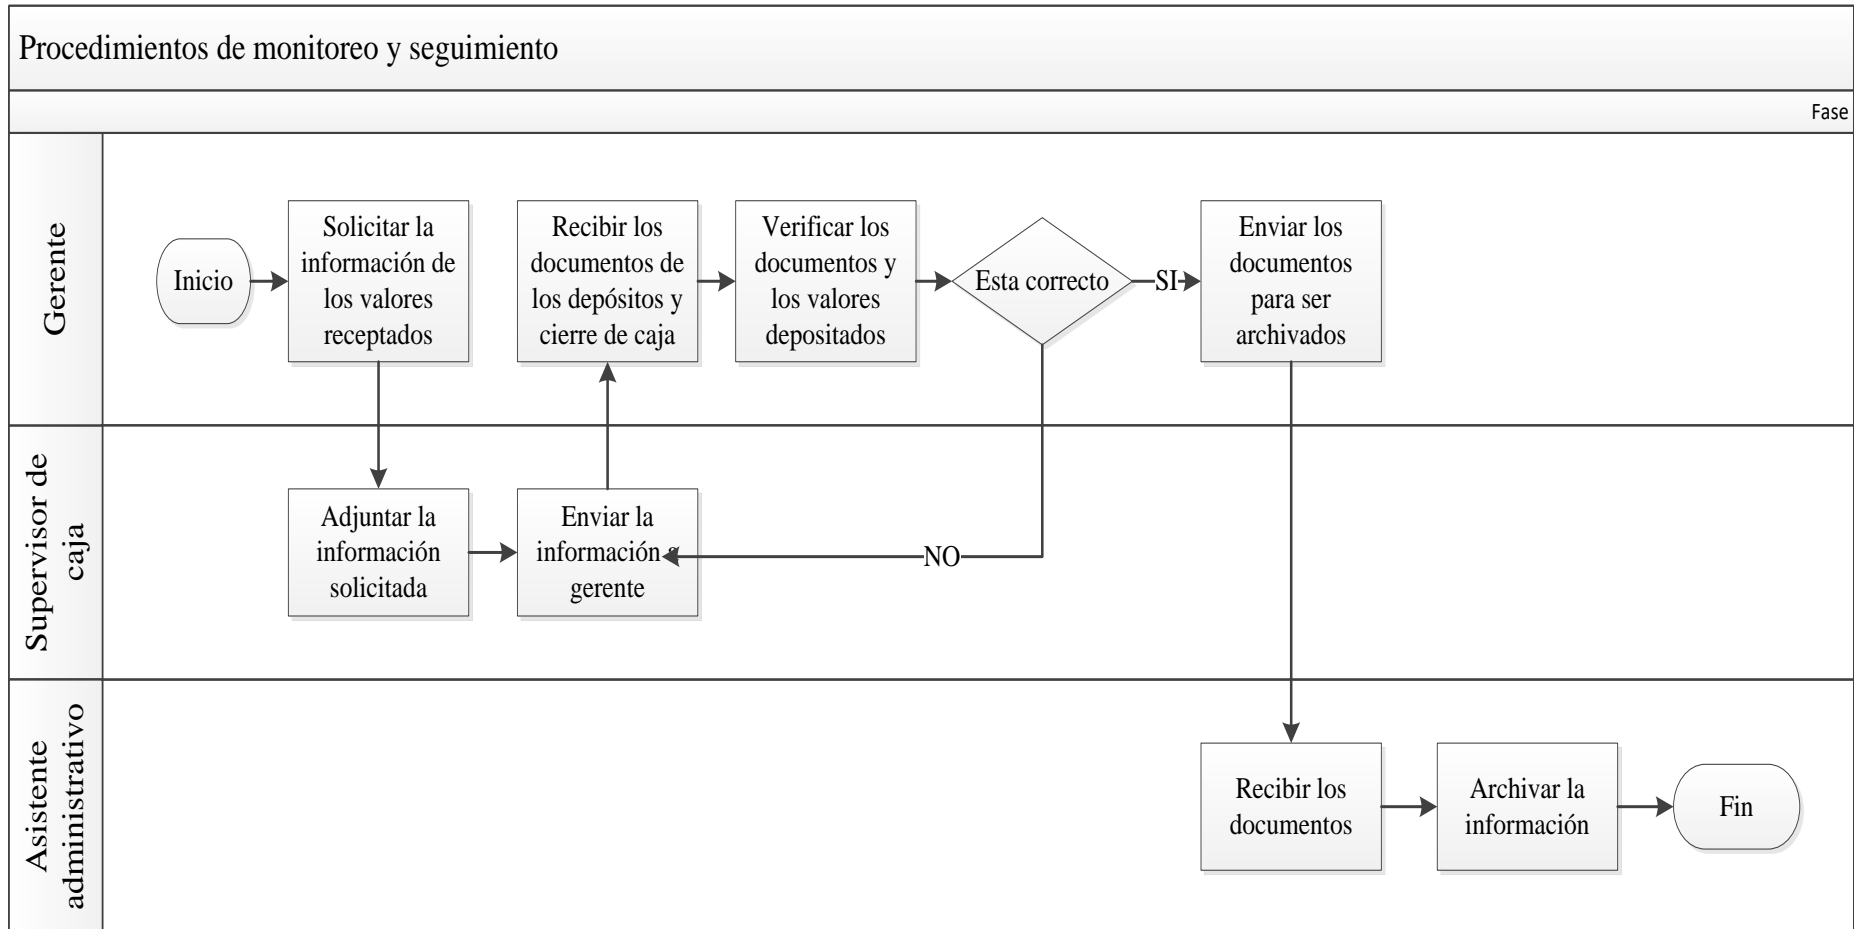 Procedimientos de monitoreo y seguimiento
Fase
Gerente
Inicio
Solicitar la
información de
los valores
receptados
Recibir los
documentos de
los depósitos y
cierre de caja
Verificar los
documentos y
los valores
depositados
Esta correcto
SI
Enviar los
documentos
para ser
archivados
Supervisor de
caja
Adjuntar la
información
solicitada
Enviar la
información a
gerente
NO
Asistente
administrativo
Recibir los
documentos
Archivar la
información
Fin